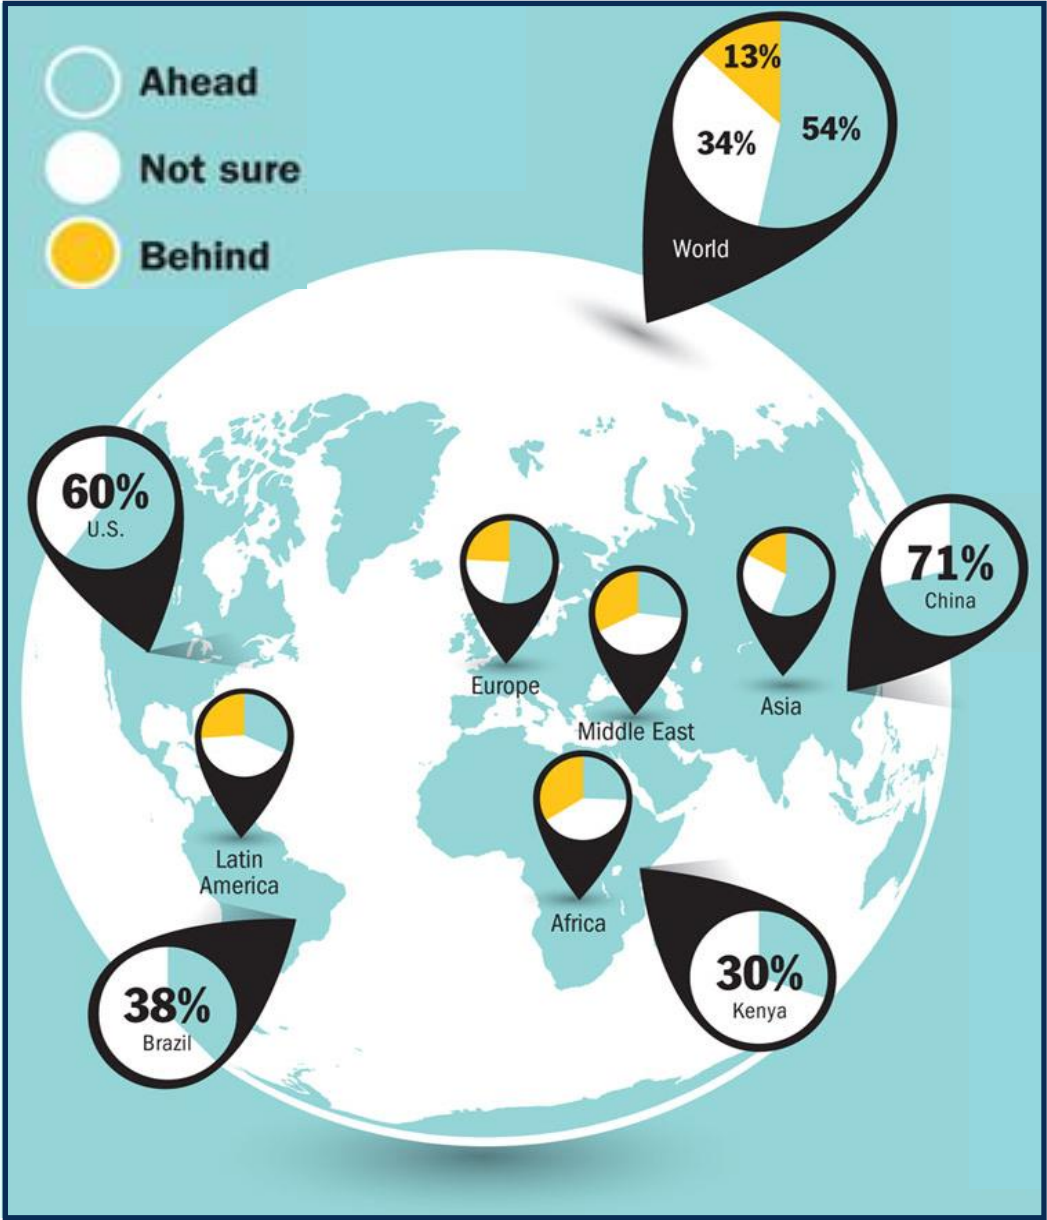 Ahead
Not sure
Behind
13%
34%
54%
World
60%
U.S.
71%
China
Europe
Asia
Middle East
Latin
America
Africa
38%
Brazil
30%
Kenya